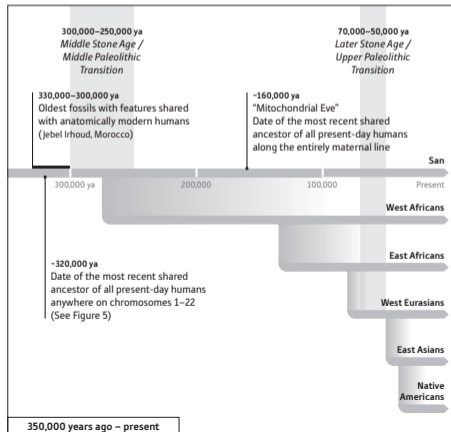 300,000–250,000 ya
Middle Stone Age /
Middle Paleolithic
Transition
70,000–50,000 ya
Later Stone Age /
Upper Paleolithic
Transition
330,000–300,000 ya
Oldest fossils with features shared
with anatomically modern humans
(Jebel Irhoud, Morocco)
~160,000 ya
"Mitochondrial Eve"
Date of the most recent shared
ancestor of all present-day humans
along the entirely maternal line
San
300,000 ya
200,000
100,000
Present
West Africans
East Africans
~320,000 ya
Date of the most recent shared
ancestor of all present-day humans
anywhere on chromosomes 1–22
(See Figure 5)
West Eurasians
East Asians
Native
Americans
350,000 years ago – present